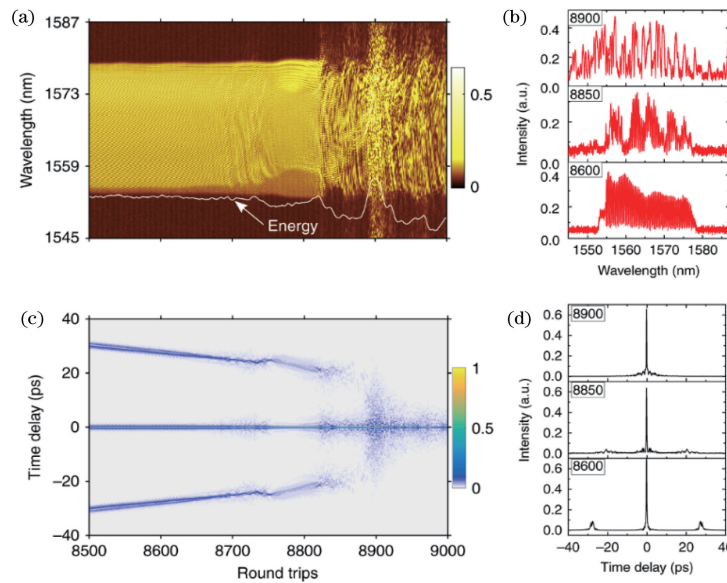 (a)
1587
1573
1559
1545
Wavelength (nm)
Energy
0.5
0
(b)
8900
8850
8600
0.4
0.2
0.0
0.4
0.2
0.0
0.4
0.2
0.0
Intensity (a.u.)
1550 1560 1570 1580
Wavelength (nm)
(c)
40
20
0
−20
−40
Time delay (ps)
1
0.5
0
8500 8600 8700 8800 8900 9000
Round trips
(d)
8900
8850
8600
0.6
0.4
0.2
0.0
0.6
0.4
0.2
0.0
0.6
0.4
0.2
0.0
Intensity (a.u.)
−40 −20 0 20 40
Time delay (ps)